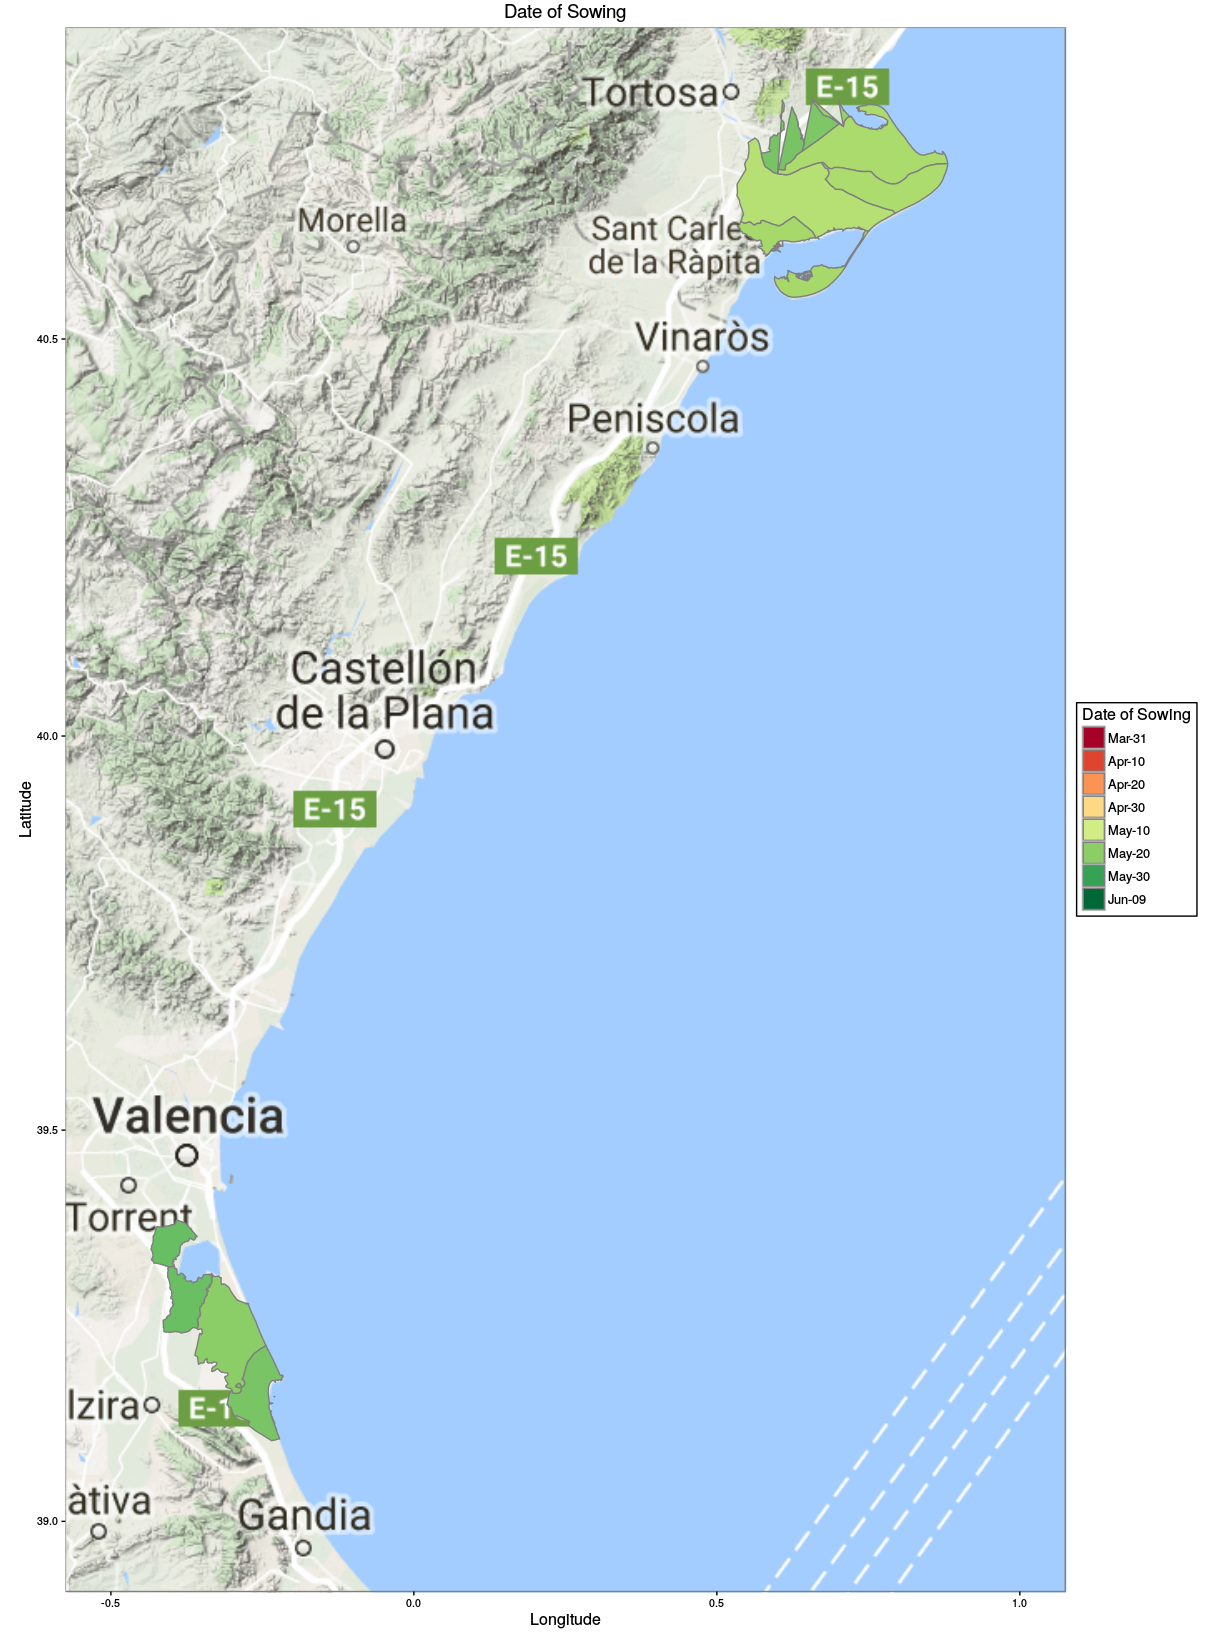 Date of Sowing
Tortosa
E-15
Morella
Sant Carle
de la Ràpita
40.5
Vinaròs
Peniscola
E-15
Castellón
de la Plana
40.0
E-15
Latitude
Date of Sowing
Mar-31
Apr-10
Apr-20
Apr-30
May-10
May-20
May-30
Jun-09
Valencia
39.5
Torrent
lzira
E-1
àtiva
Gandia
39.0
-0.5
0.0
0.5
1.0
Longitude